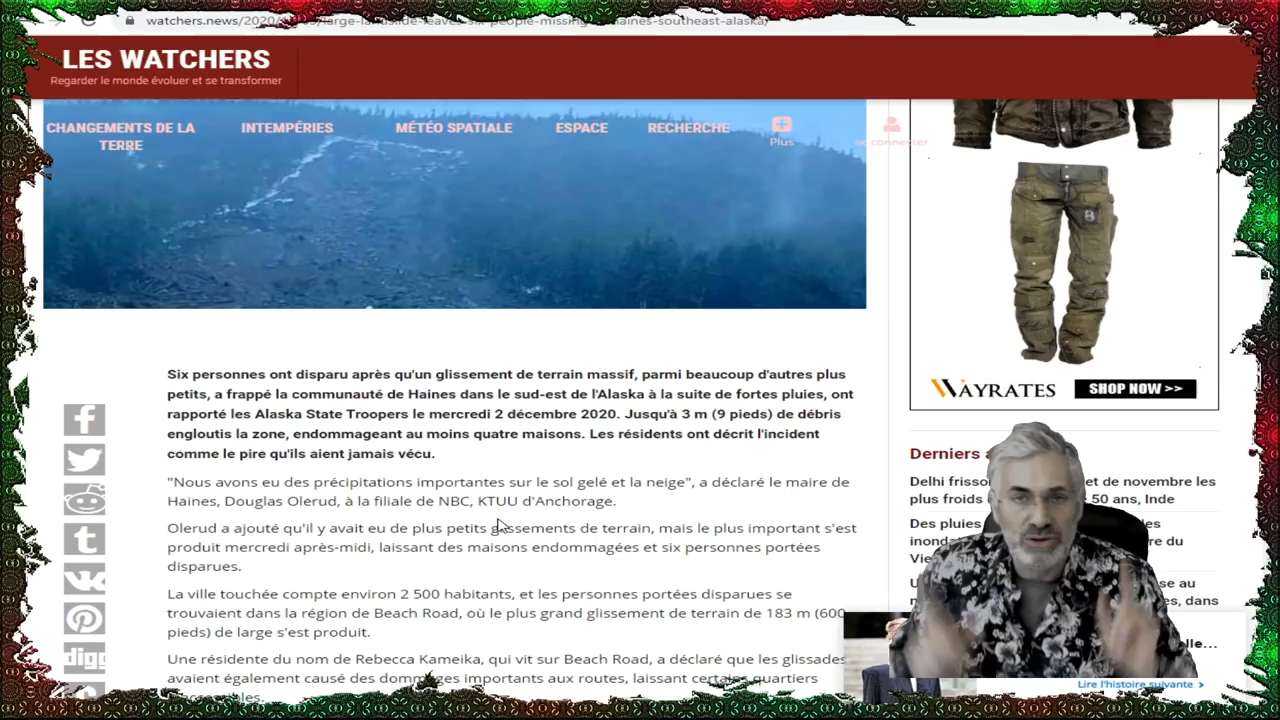 watchers.news/2020/
LES WATCHERS
Regarder le monde évoluer et se transformer
CHANGEMENTS DE LA
TERRE
INTEMPÉRIES
MÉTÉO SPATIALE
ESPACE
RECHERCHE
Plus
se connecter
Six personnes ont disparu après qu'un glissement de terrain massif, parmi beaucoup d'autres plus
petits, a frappé la communauté de Haines dans le sud-est de l'Alaska à la suite de fortes pluies, ont
rapporté les Alaska State Troopers le mercredi 2 décembre 2020. Jusqu'à 3 m (9 pieds) de débris
engloutis la zone, endommageant au moins quatre maisons. Les résidents ont décrit l'incident
comme le pire qu'ils aient jamais vécu.
"Nous avons eu des précipitations importantes sur le sol gelé et la neige", a déclaré le maire de
Haines, Douglas Olerud, à la filiale de NBC, KTUU d'Anchorage.
Olerud a ajouté qu'il y avait eu de plus petits glissements de terrain, mais le plus important s'est
produit mercredi après-midi, laissant des maisons endommagées et six personnes portées
disparues.
La ville touchée compte environ 2 500 habitants, et les personnes portées disparues se
trouvaient dans la région de Beach Road, où le plus grand glissement de terrain de 183 m (600
pieds) de large s'est produit.
Une résidente du nom de Rebecca Kameika, qui vit sur Beach Road, a déclaré que les glissades
avaient également causé des dommages importants aux routes, laissant certains quartiers
digg
WAYRATES
SHOP NOW >>
Derniers
Delhi et de novembre les
plus froids 50 ans, Inde
Des pluies les
du
se au
dans
Lire l'histoire suivante >